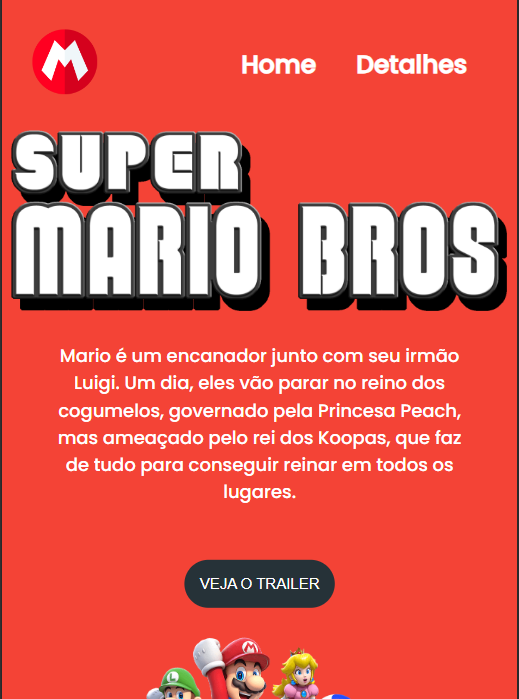 M
Home Detalhes
SUPER
MARIO BROS
Mario é um encanador junto com seu irmão
Luigi. Um dia, eles vão parar no reino dos
cogumelos, governado pela Princesa Peach,
mas ameaçado pelo rei dos Koopas, que faz
de tudo para conseguir reinar em todos os
lugares.
VEJA O TRAILER
M
L